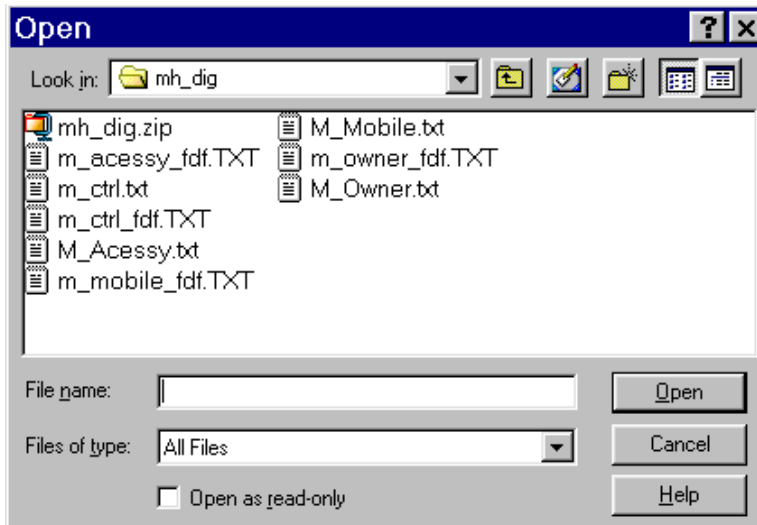 Open
Look in: mh_dig
mh_dig.zip
m_acessy_fdf.TXT
m_ctrl.txt
m_ctrl_fdf.TXT
M_Acessy.txt
m_mobile_fdf.TXT
M_Mobile.txt
m_owner_fdf.TXT
M_Owner.txt
File name:
Open
Files of type: All Files
Cancel
Open as read-only
Help